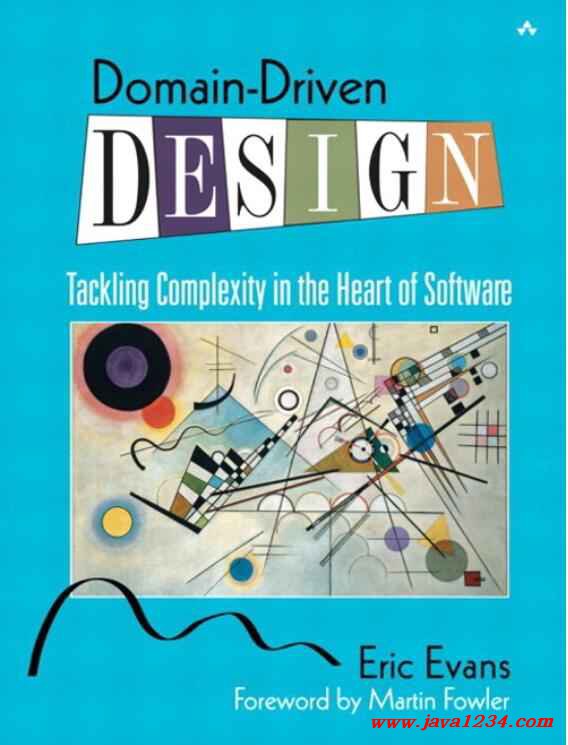 Domain-Driven
DESIGN
Tackling Complexity in the Heart of Software
Eric Evans
Foreword by Martin Fowler
www.java1234.com